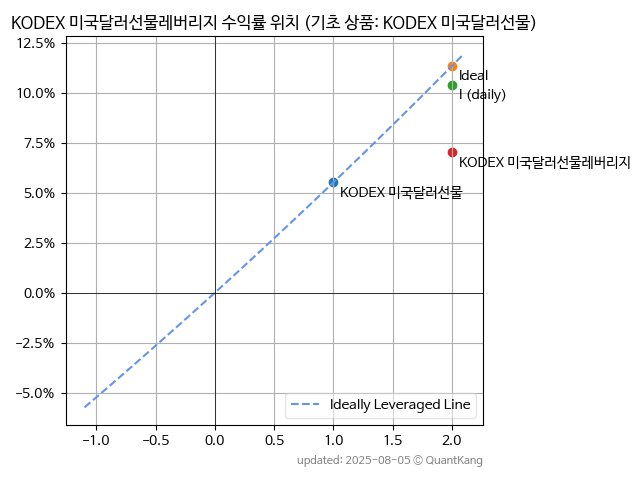 KODEX 미국달러선물레버리지 수익률 위치 (기초 상품: KODEX 미국달러선물)
12.5%
10.0%
7.5%
5.0%
2.5%
0.0%
−2.5%
−5.0%
Ideal
I (daily)
KODEX 미국달러선물레버리지
KODEX 미국달러선물
Ideally Leveraged Line
−1.0 −0.5 0.0 0.5 1.0 1.5 2.0
updated: 2025-08-05 © QuantKang